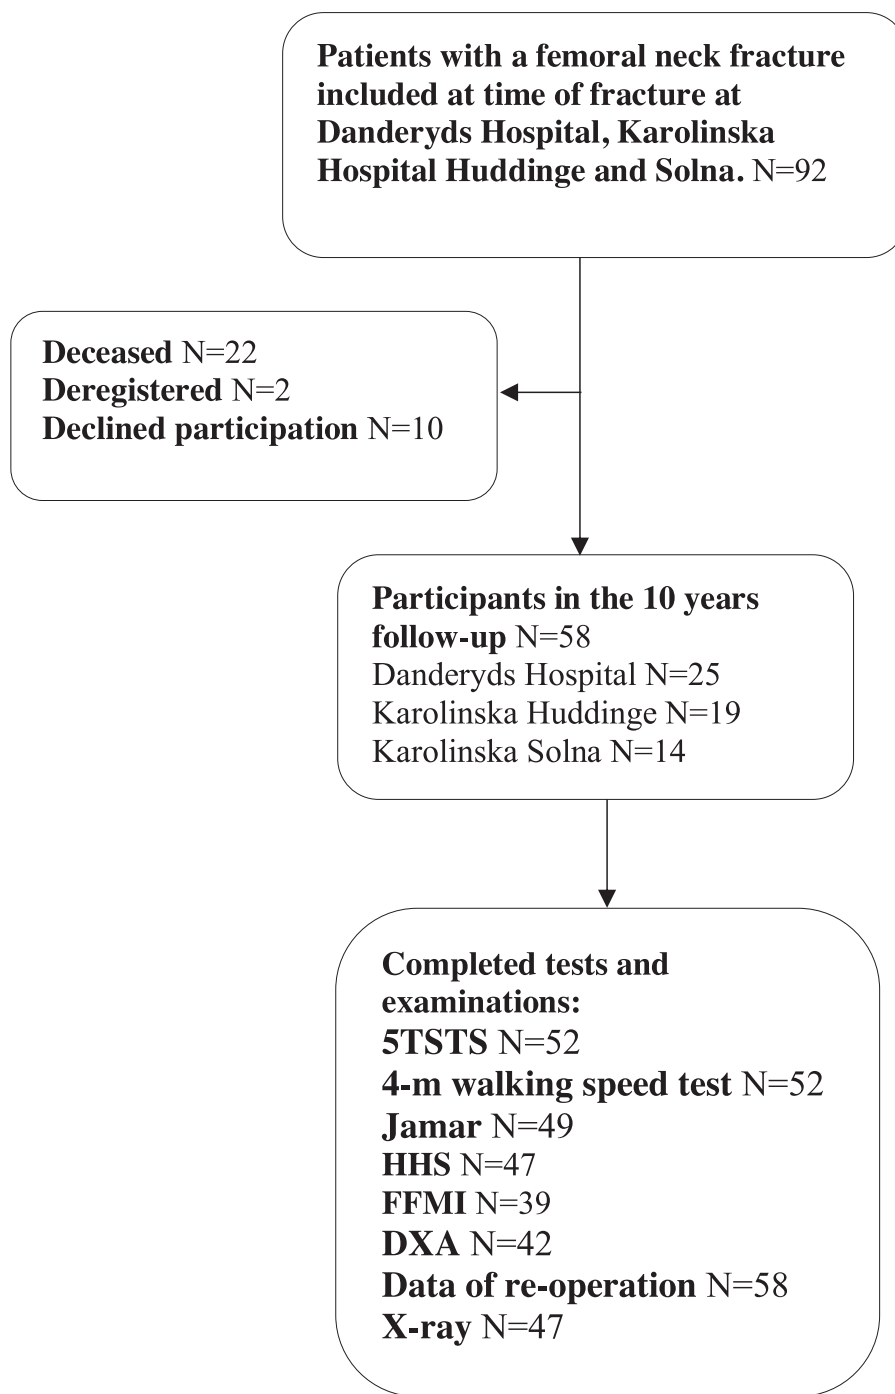 Patients with a femoral neck fracture
included at time of fracture at
Danderyds Hospital, Karolinska
Hospital Huddinge and Solna. N=92
Deceased N=22
Deregistered N=2
Declined participation N=10
Participants in the 10 years
follow-up N=58
Danderyds Hospital N=25
Karolinska Huddinge N=19
Karolinska Solna N=14
Completed tests and
examinations:
5TSTS N=52
4-m walking speed test N=52
Jamar N=49
HHS N=47
FFMI N=39
DXA N=42
Data of re-operation N=58
X-ray N=47